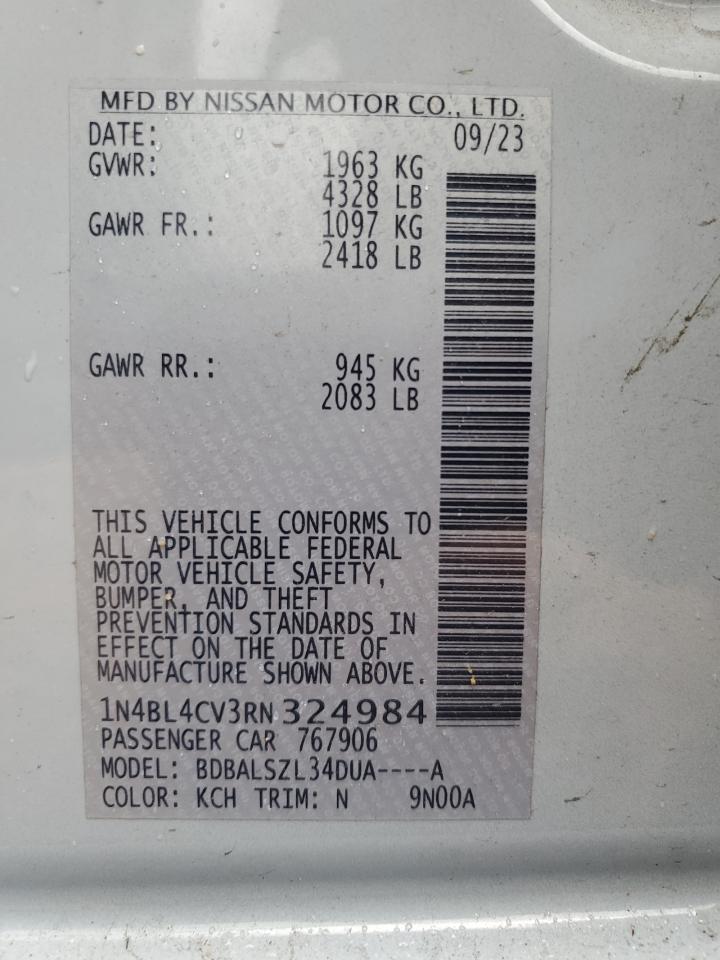 MFD BY NISSAN MOTOR CO., LTD.
DATE: 09/23
GVWR: 1963 KG
4328 LB
GAWR FR.: 1097 KG
2418 LB
GAWR RR.: 945 KG
2083 LB
THIS VEHICLE CONFORMS TO
ALL APPLICABLE FEDERAL
MOTOR VEHICLE SAFETY,
BUMPER, AND THEFT
PREVENTION STANDARDS IN
EFFECT ON THE DATE OF
MANUFACTURE SHOWN ABOVE.
1N4BL4CV3RN324984
PASSENGER CAR 767906
MODEL: BDBALSZL34DUA----A
COLOR: KCH TRIM: N 9N00A